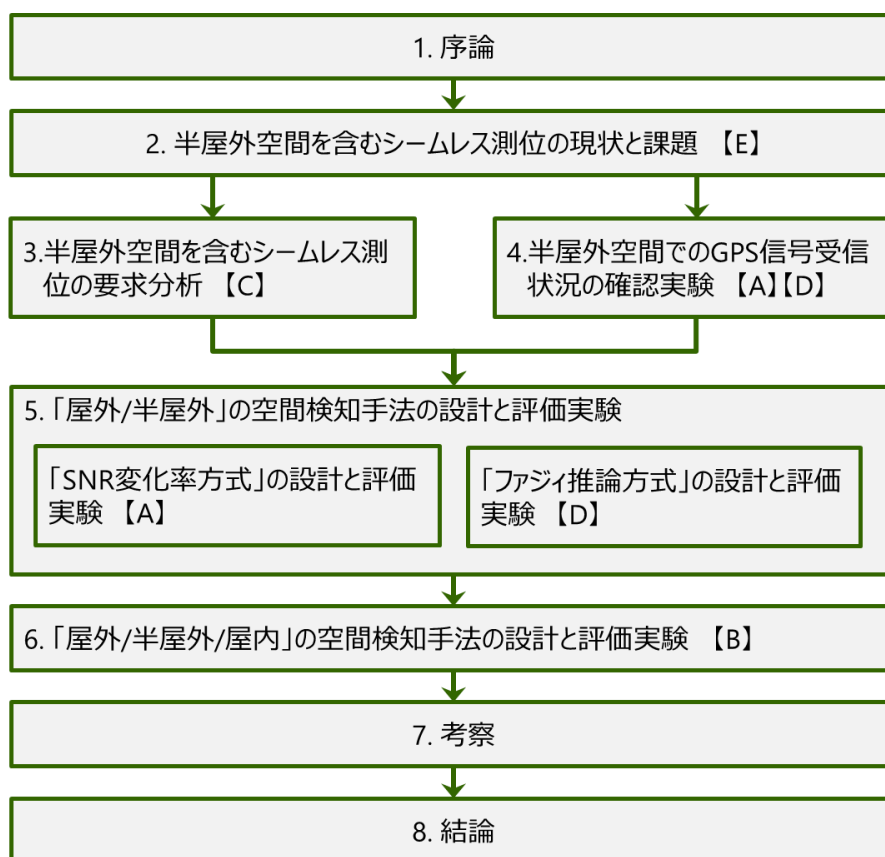 1. 序論
2. 半屋外空間を含むシームレス測位の現状と課題 【E】
3.半屋外空間を含むシームレス測
位の要求分析 【C】
4.半屋外空間でのGPS信号受信
状況の確認実験 【A】【D】
5. 「屋外/半屋外」の空間検知手法の設計と評価実験
「SNR変化率方式」の設計と評価
実験 【A】
「ファジィ推論方式」の設計と評価
実験 【D】
6. 「屋外/半屋外/屋内」の空間検知手法の設計と評価実験 【B】
7. 考察
8. 結論